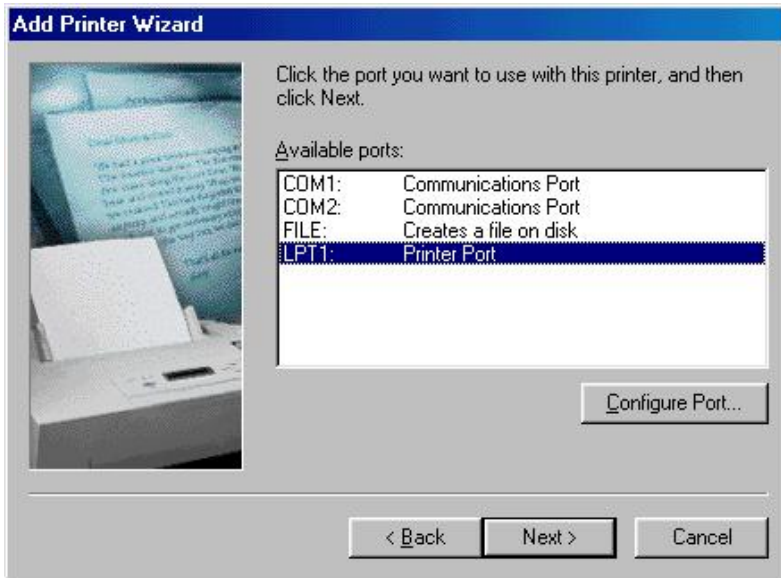 Add Printer Wizard
Click the port you want to use with this printer, and then
click Next.
Available ports:
COM1: Communications Port
COM2: Communications Port
FILE: Creates a file on disk
LPT1: Printer Port
Configure Port...
< Back Next > Cancel